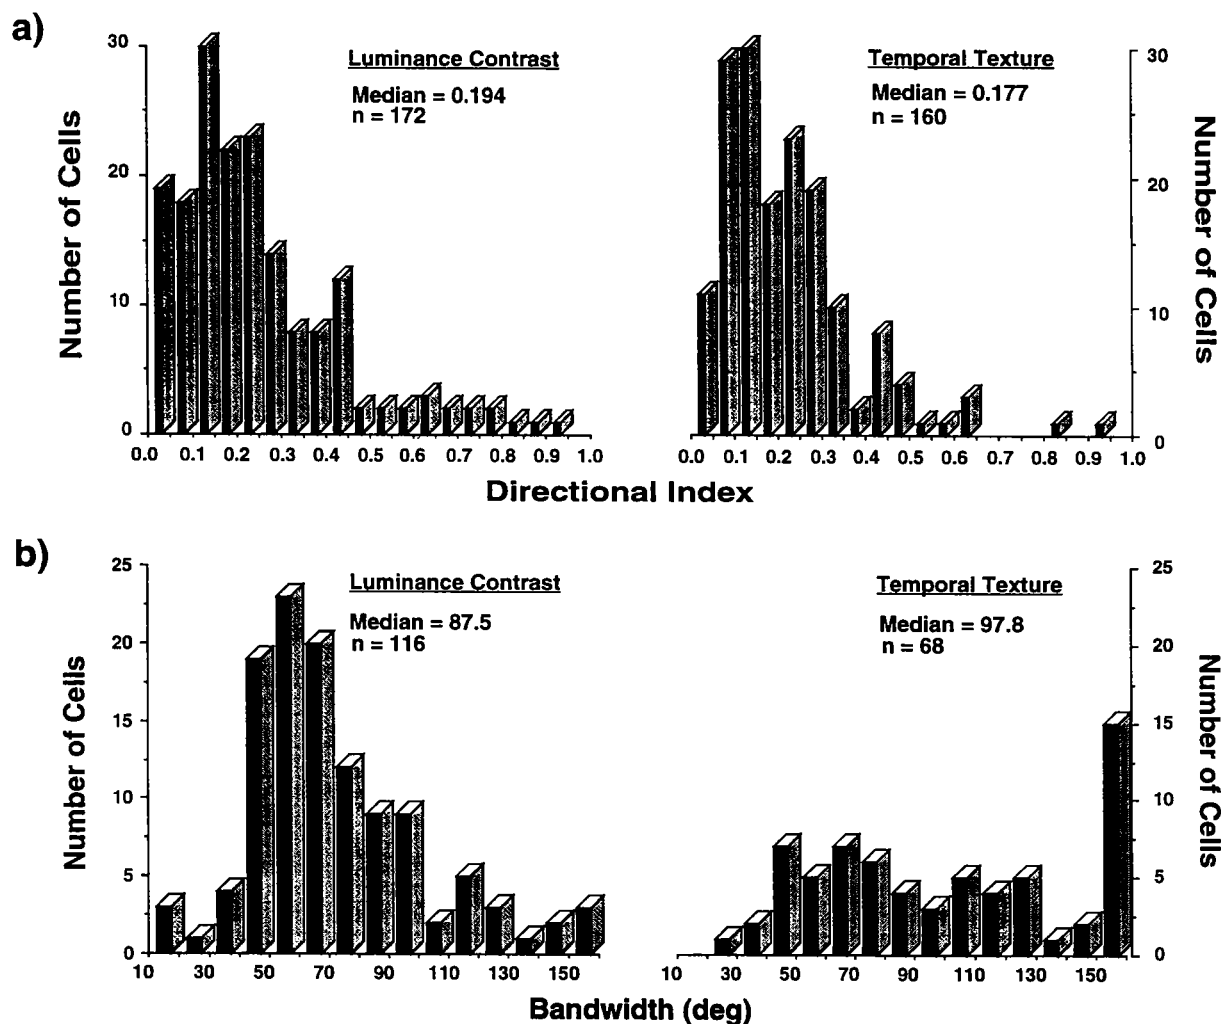 a)
Luminance Contrast
Median = 0.194
n = 172
Number of Cells
30
20
10
0
0.0 0.1 0.2 0.3 0.4 0.5 0.6 0.7 0.8 0.9 1.0
Temporal Texture
Median = 0.177
n = 160
Number of Cells
30
20
10
0
0.0 0.1 0.2 0.3 0.4 0.5 0.6 0.7 0.8 0.9 1.0
Directional Index
b)
Luminance Contrast
Median = 87.5
n = 116
Number of Cells
25
20
15
10
5
0
10 30 50 70 90 110 130 150
Temporal Texture
Median = 97.8
n = 68
Number of Cells
25
20
15
10
5
0
10 30 50 70 90 110 130 150
Bandwidth (deg)